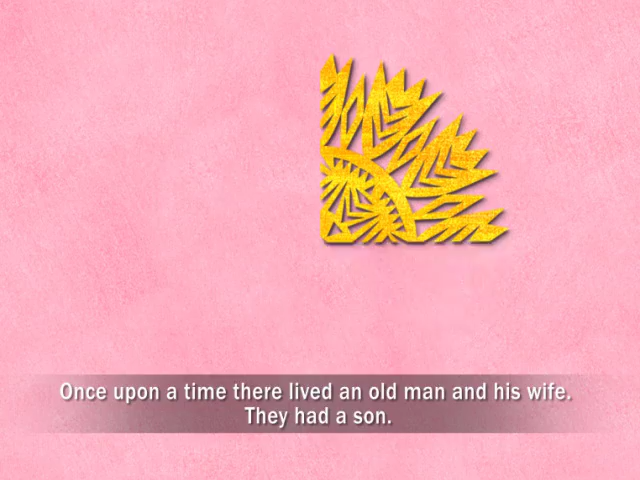 Once upon a time there lived an old man and his wife.
They had a son.